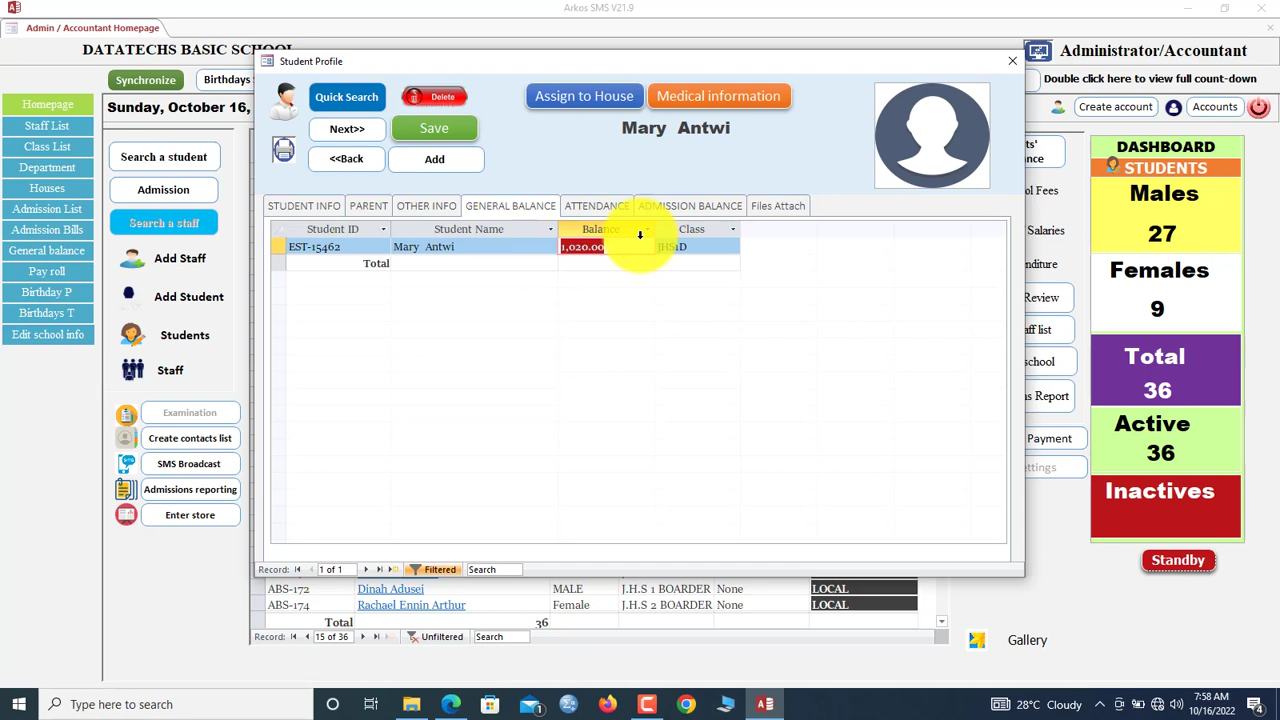 Arkos SMS V21.9
Admin / Accountant Homepage
DATATECHS BASIC SCHOOL
Administrator/Accountant
Synchronize
Birthdays
Double click here to view full count-down
Sunday, October 16,
Create account
Accounts
Homepage
Staff List
Class List
Department
Houses
Admission List
Admission Bills
General balance
Pay roll
Birthday P
Birthdays T
Edit school info
Search a student
Admission
Search a staff
Add Staff
Add Student
Students
Staff
Examination
Create contacts list
SMS Broadcast
Admissions reporting
Enter store
Student Profile
Quick Search
Delete
Assign to House
Medical information
Next>>
Save
Mary Antwi
<<Back
Add
STUDENT INFO
PARENT
OTHER INFO
GENERAL BALANCE
ATTENDANCE
ADMISSION BALANCE
Files Attach
Student ID
Student Name
Balance
Class
EST-15462
Mary Antwi
1,020.00
JHS1D
Total
Record:
1 of 1
Filtered
Search
ABS-172
Dinah Adusei
MALE
J.H.S 1 BOARDER
None
LOCAL
ABS-174
Rachael Ennin Arthur
Female
J.H.S 2 BOARDER
None
LOCAL
Total
36
Record:
15 of 36
Unfiltered
Search
Gallery
Review
school
s Report
Payment
DASHBOARD
STUDENTS
Males
27
Females
9
Total
36
Active
36
Inactives
Standby
Type here to search
1
28°C Cloudy
7:58 AM
10/16/2022
4